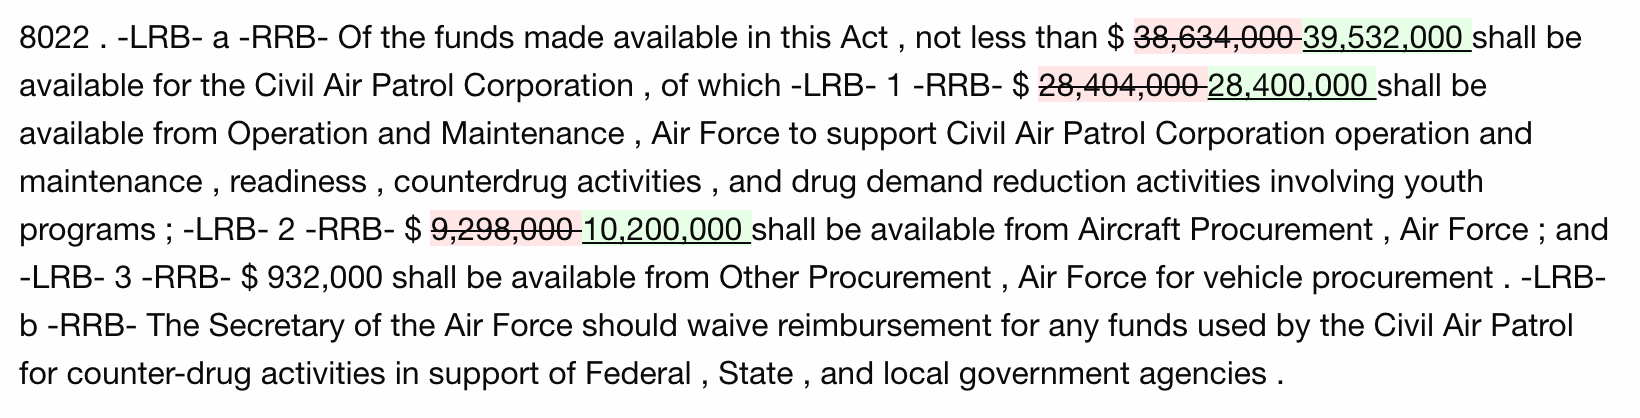 8022 . -LRB- a -RRB- Of the funds made available in this Act , not less than $ 38,634,000 39,532,000 shall be
available for the Civil Air Patrol Corporation , of which -LRB- 1 -RRB- $ 28,404,000 28,400,000 shall be
available from Operation and Maintenance , Air Force to support Civil Air Patrol Corporation operation and
maintenance , readiness , counterdrug activities , and drug demand reduction activities involving youth
programs ; -LRB- 2 -RRB- $ 9,298,000 10,200,000 shall be available from Aircraft Procurement , Air Force ; and
-LRB- 3 -RRB- $ 932,000 shall be available from Other Procurement , Air Force for vehicle procurement . -LRB-
b -RRB- The Secretary of the Air Force should waive reimbursement for any funds used by the Civil Air Patrol
for counter-drug activities in support of Federal , State , and local government agencies .